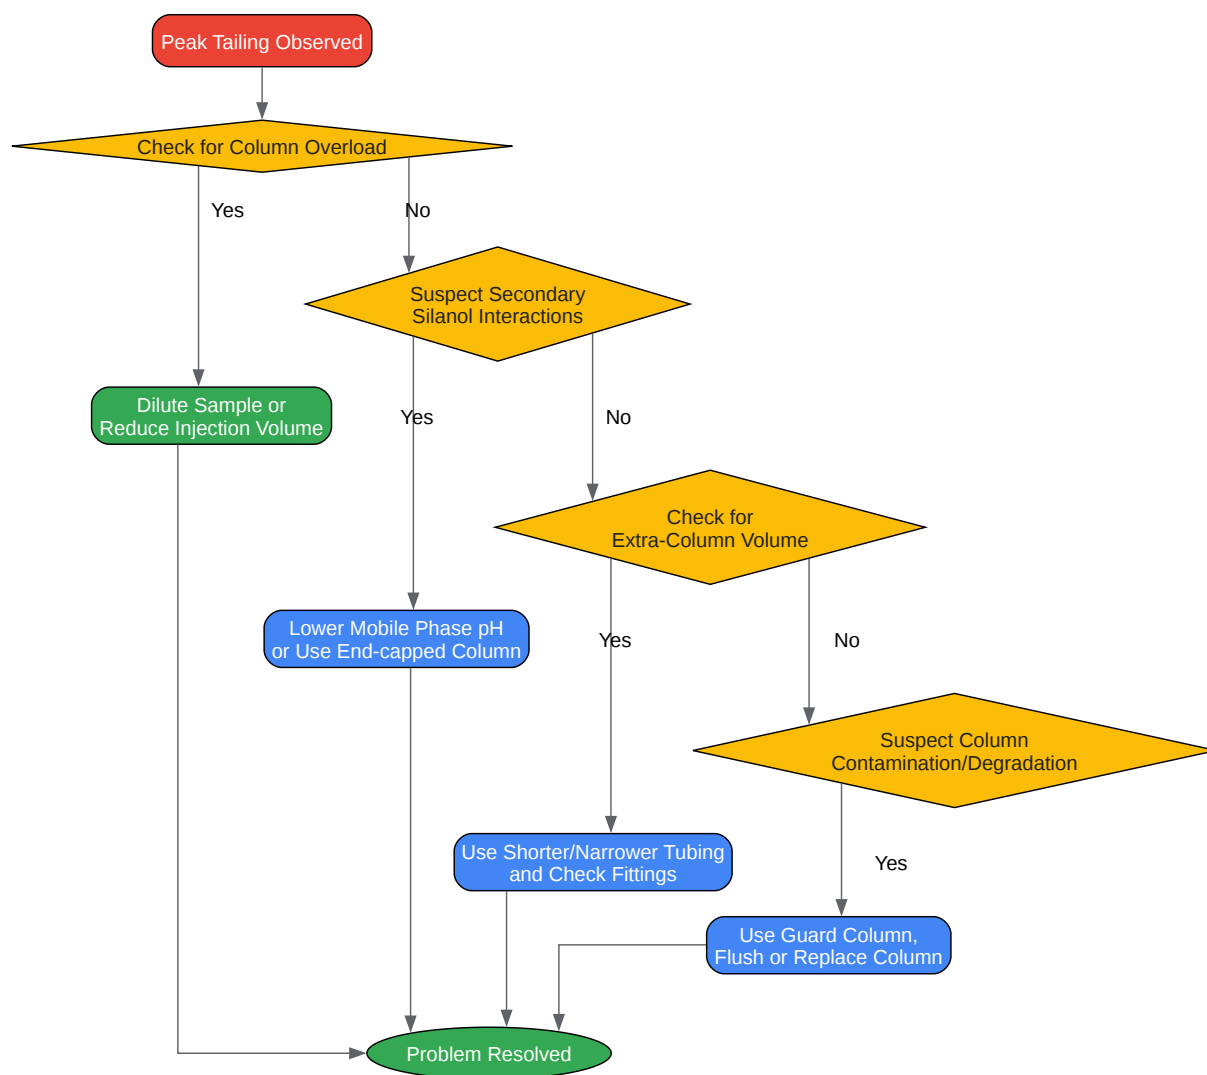 Peak Tailing Observed
Check for Column Overload
Yes
No
Suspect Secondary
Silanol Interactions
Dilute Sample or
Reduce Injection Volume
Yes
No
Check for
Extra-Column Volume
Lower Mobile Phase pH
or Use End-capped Column
Yes
No
Suspect Column
Contamination/Degradation
Use Shorter/Narrower Tubing
and Check Fittings
Yes
Use Guard Column,
Flush or Replace Column
Problem Resolved